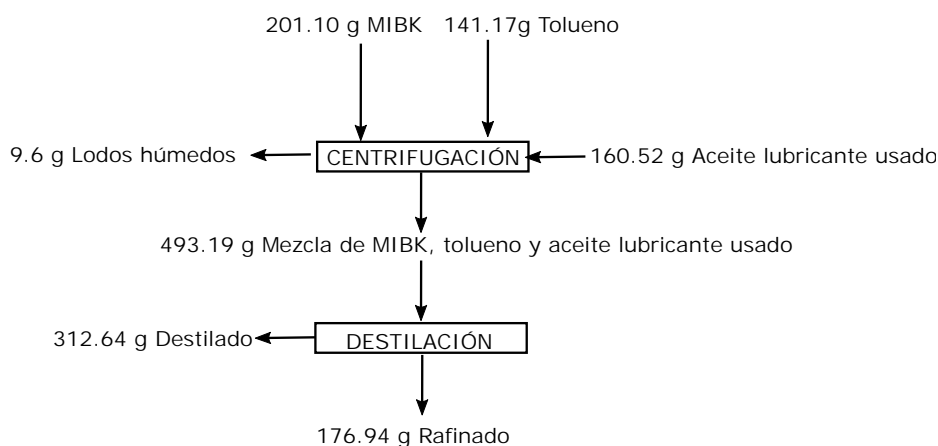 201.10 g MIBK 141.17g Tolueno
9.6 g Lodos húmedos
CENTRIFUGACIÓN
160.52 g Aceite lubricante usado
493.19 g Mezcla de MIBK, tolueno y aceite lubricante usado
312.64 g Destilado
DESTILACIÓN
176.94 g Rafinado